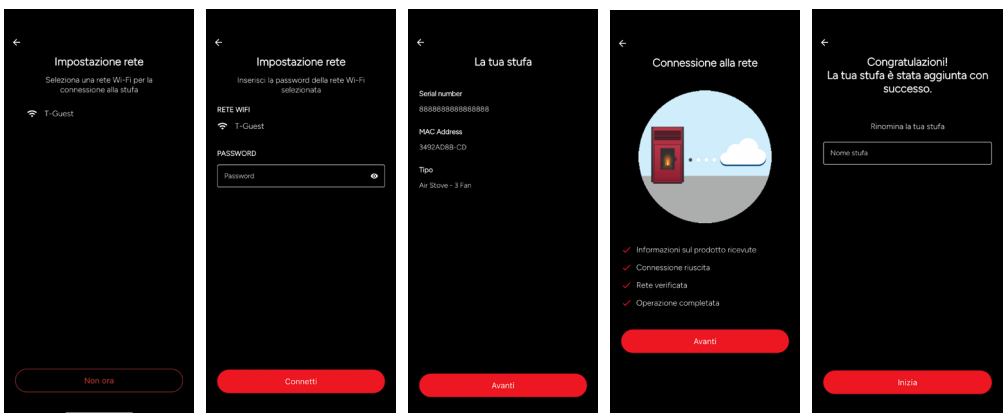 Impostazione rete
Seleziona una rete Wi-Fi per la
connessione alla stufa
T-Guest
Non ora
Impostazione rete
Inserisci la password della rete Wi-Fi
selezionata
RETE WIFI
T-Guest
PASSWORD
Password
Connetti
La tua stufa
Serial number
8888888888888888
MAC Address
3492AD88-CD
Tipo
Air Stove - 3 Fan
Avanti
Connessione alla rete
Informazioni sul prodotto ricevute
Connessione riuscita
Rete verificata
Operazione completata
Avanti
Congratulazioni!
La tua stufa è stata aggiunta con
successo.
Rinomina la tua stufa
Nome stufa
Inizia